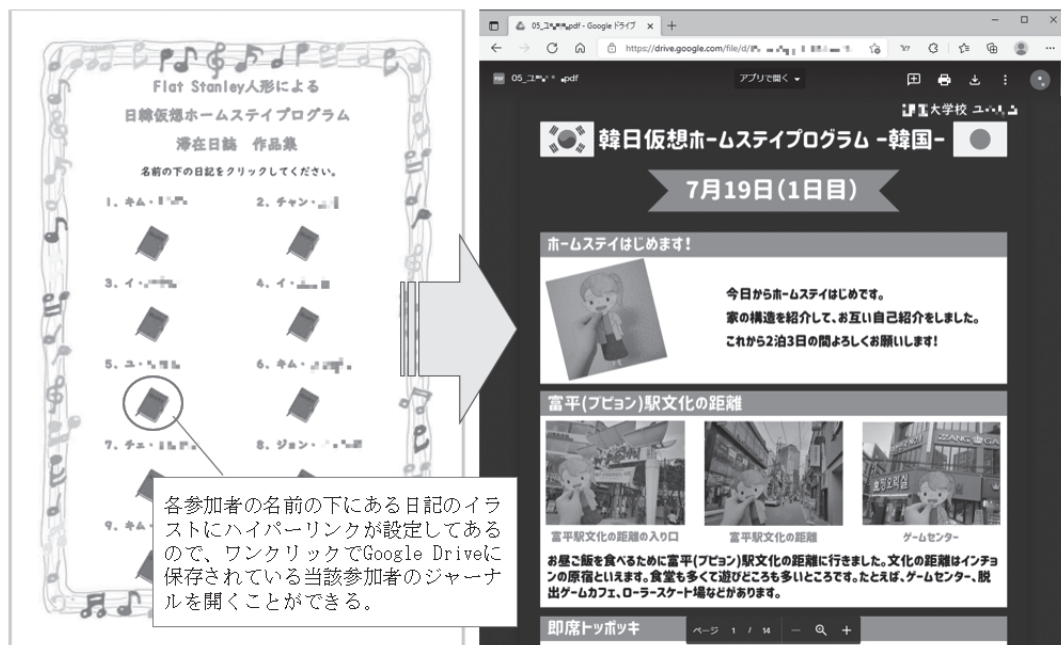 Flat Stanley人形による
日韓仮想ホームステイプログラム
滞在日誌 作品集
名前の下の日記をクリックしてください。
1. キム・
2. チャン・
3. イ・
4. イ・
5. ユ・
6. キム・
7. チェ・
8. ジョン・
9. キム
各参加者の名前の下にある日記のイラ
ストにハイパーリンクが設定してある
ので、ワンクリックでGoogle Driveに
保存されている当該参加者のジャーナ
ルを開くことができる。
05_ユ pdf - Google ドライブ
https://drive.google.com/file/d/
05_ユ pdf
アプリで開く
大学校 ユ
韓日仮想ホームステイプログラム -韓国-
7月19日(1日目)
ホームステイはじめます!
今日からホームステイはじめです。
家の構造を紹介して、お互い自己紹介をしました。
これから2泊3日の間よろしくお願いします!
富平(プピョン)駅文化の距離
ZZANG GA
富平駅文化の距離の入り口
富平駅文化の距離
ゲームセンター
お昼ご飯を食べるために富平(プピョン)駅文化の距離に行きました。文化の距離はインチョ
ンの原宿といえます。食堂も多くて遊びどころも多いところです。たとえば、ゲームセンター、脱
出ゲームカフェ、ローラースケート場などがあります。
即席トッポッキ
ページ 1 / 14